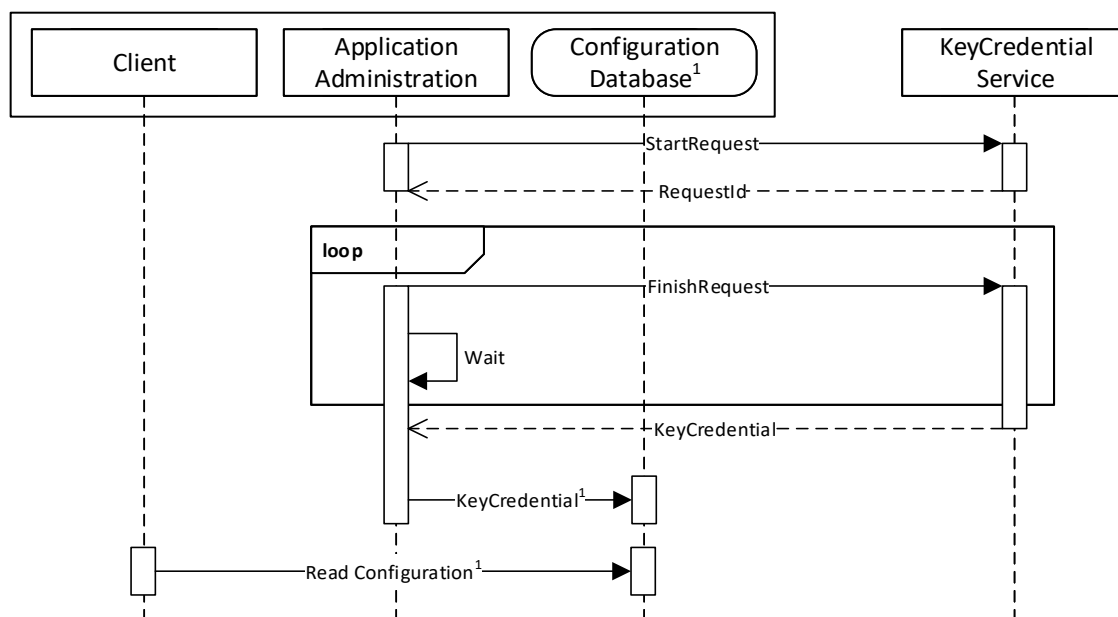 Client
Application
Administration
Configuration
Database¹
KeyCredential
Service
StartRequest
RequestId
loop
FinishRequest
Wait
KeyCredential
KeyCredential¹
Read Configuration¹